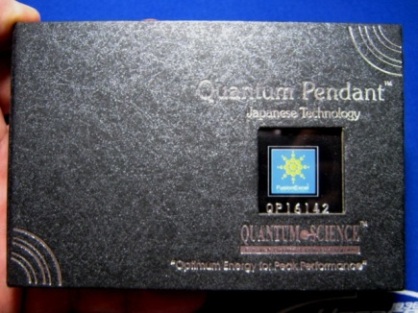 Quantum Pendant™
Japanese Technology
QP16142
QUANTUM SCIENCE™
"Optimum Energy for Peak Performance"